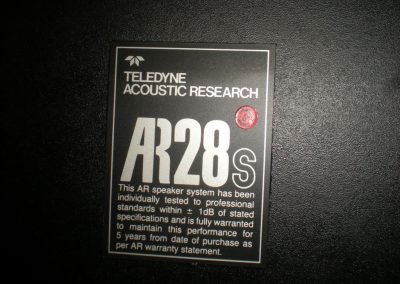 TELEDYNE
ACOUSTIC RESEARCH
AR28s
This AR speaker system has been
individually tested to professional
standards within ± 1dB of stated
specifications and is fully warranted
to maintain this performance for
5 years from date of purchase as
per AR warranty statement.